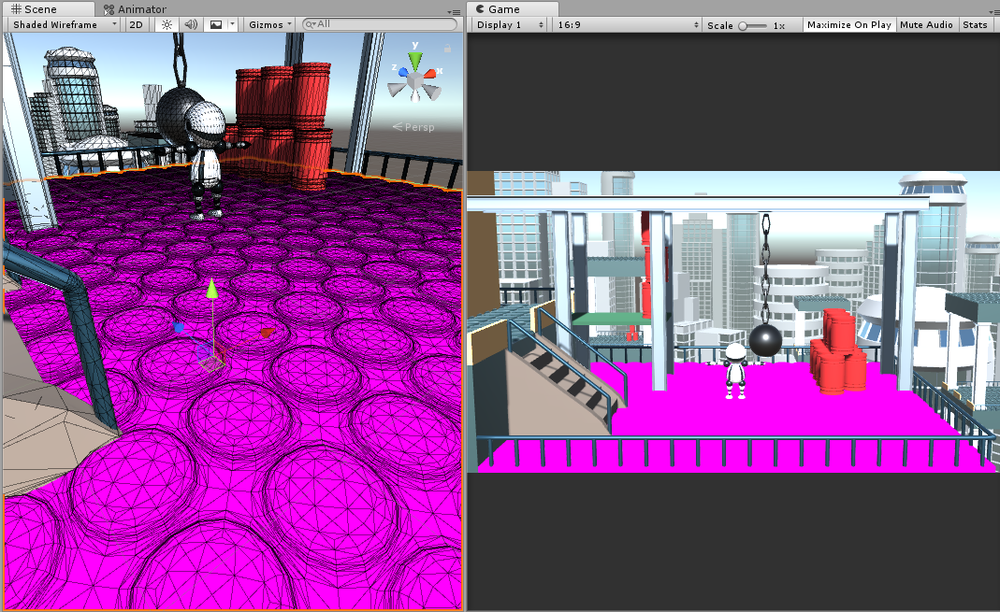 Scene
Animator
Shaded Wireframe
2D
Gizmos
All
y
z
x
Persp
Game
Display 1
16:9
Scale
1x
Maximize On Play
Mute Audio
Stats